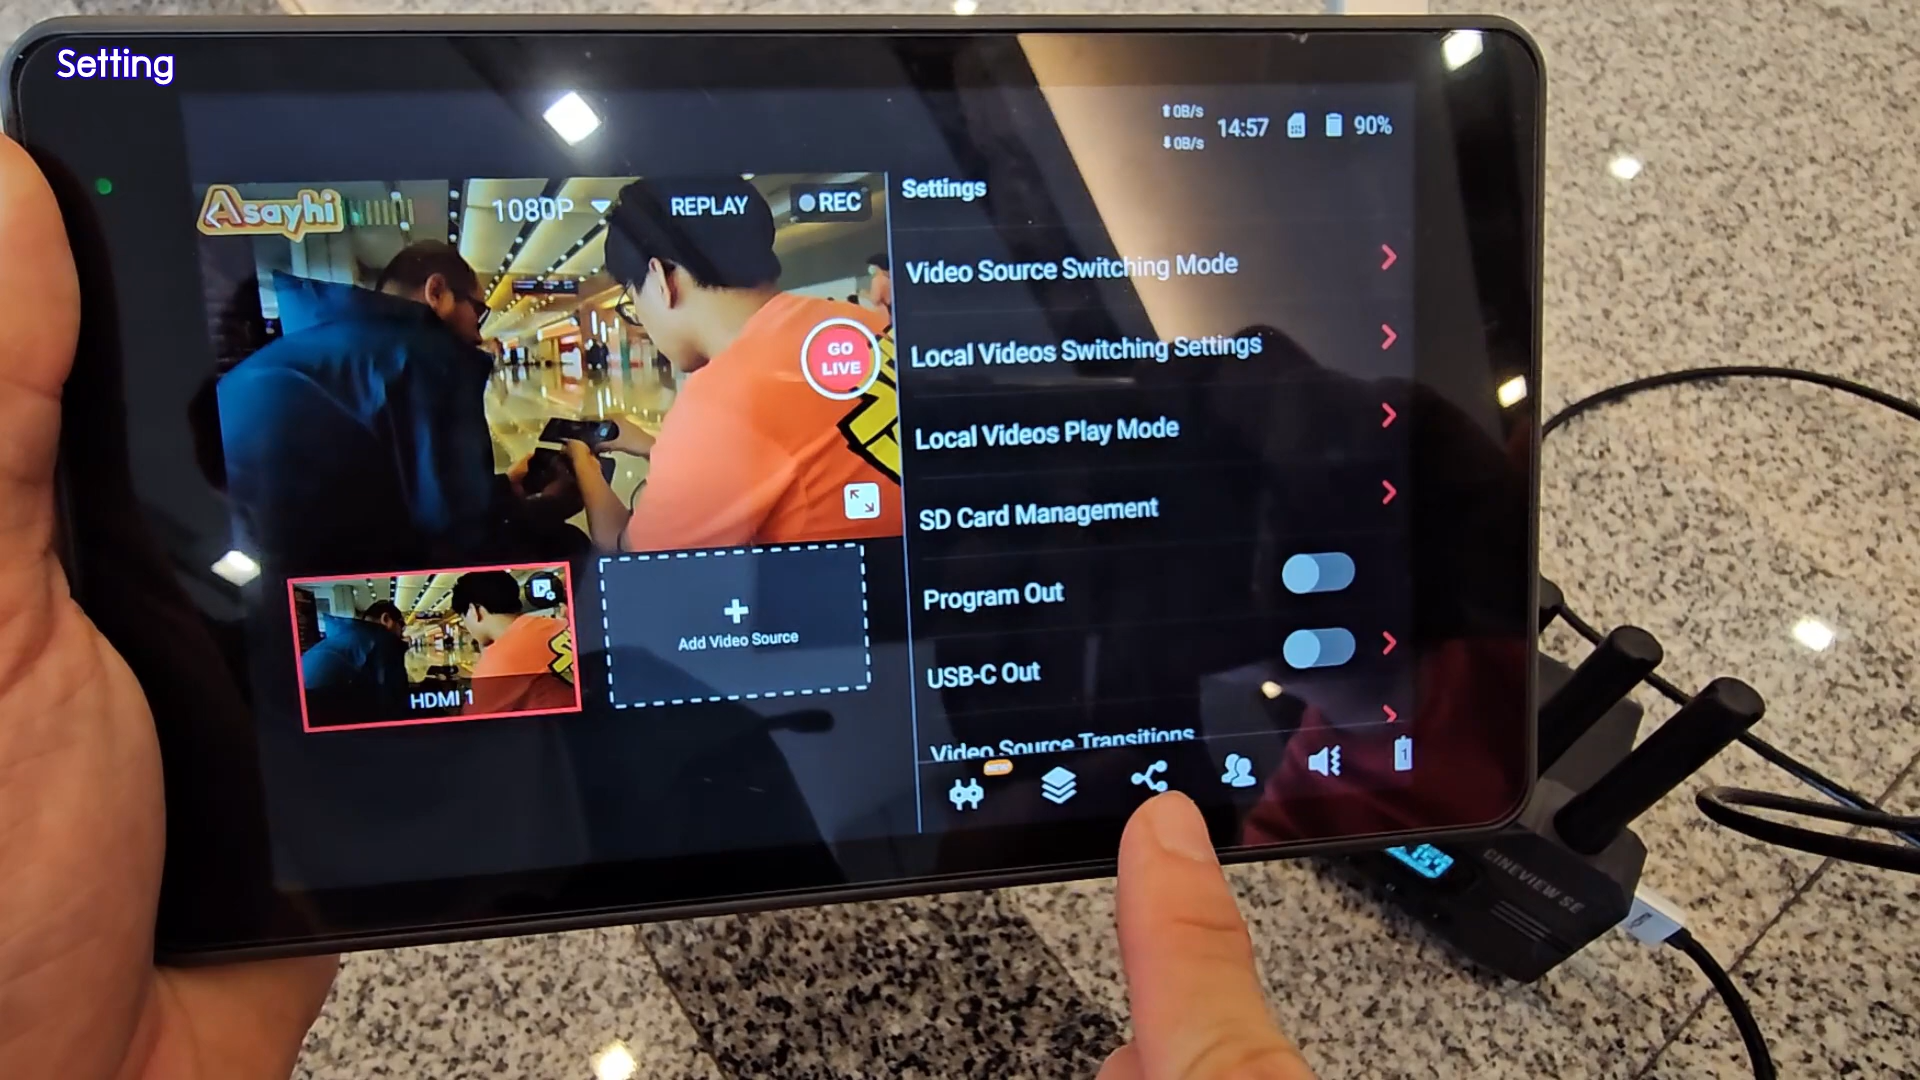 Setting
0B/s
0B/s
14:57
90%
Asayhi
1080P
REPLAY
REC
GO
LIVE
HDMI 1
Add Video Source
Settings
Video Source Switching Mode
Local Videos Switching Settings
Local Videos Play Mode
SD Card Management
Program Out
USB-C Out
Video Source Transitions
NEW
1
CINEVIEW SE